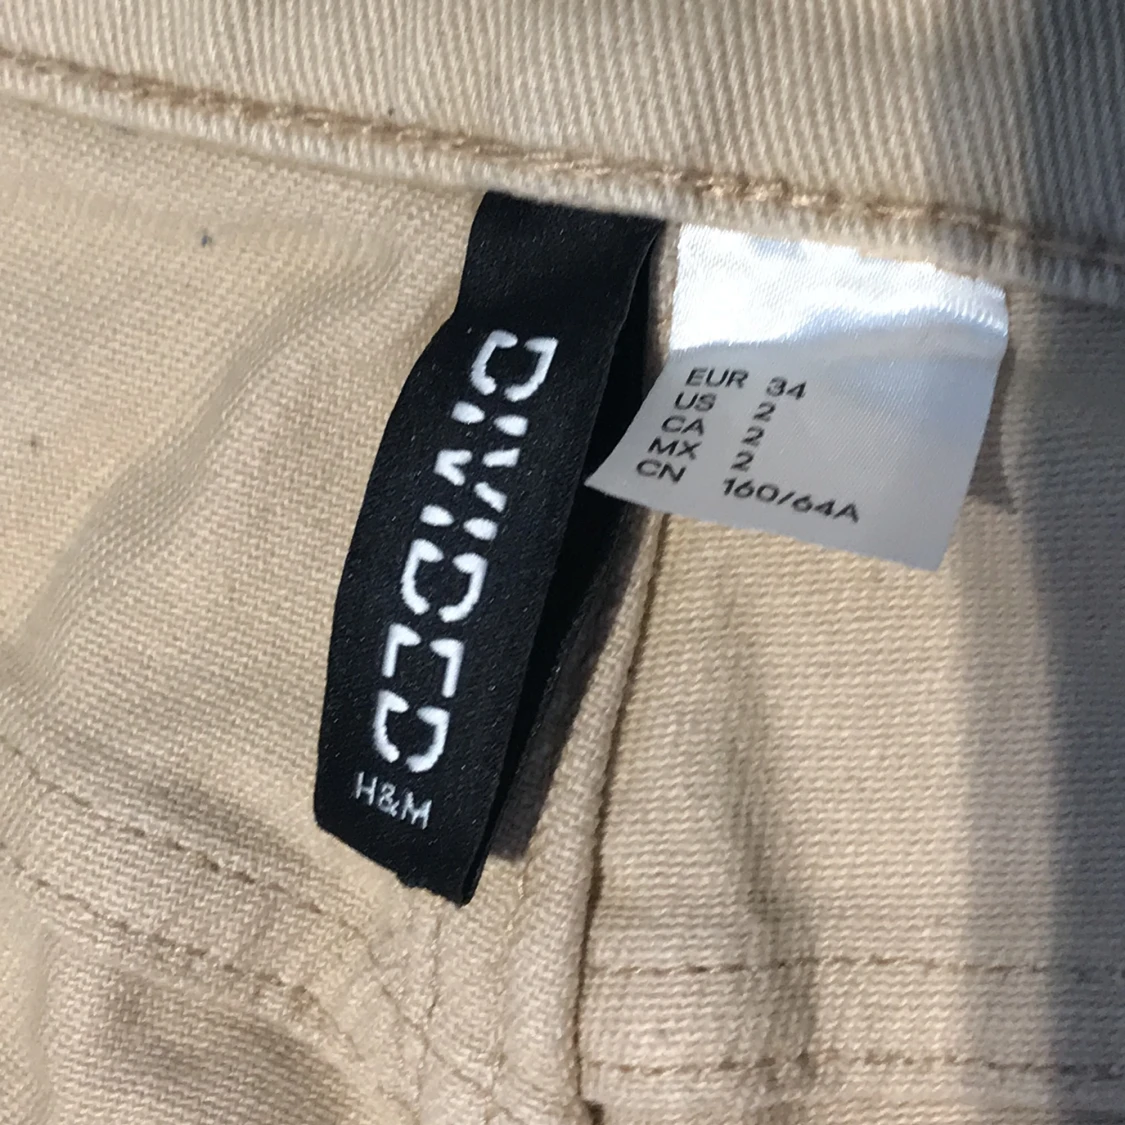 DIVIDED
H&M
EUR 34
US 2
CA 2
MX 2
CN 160/64A